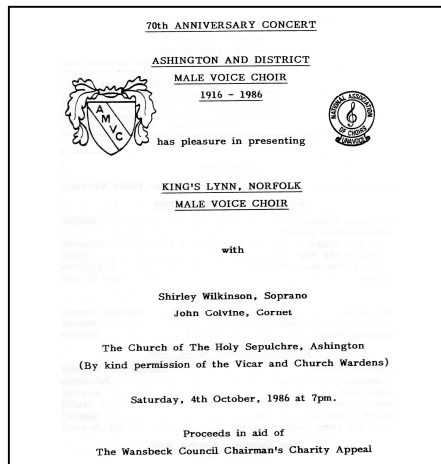 70th ANNIVERSARY CONCERT
ASHINGTON AND DISTRICT
MALE VOICE CHOIR
1916 - 1986
AMVC
NATIONAL ASSOCIATION
OF CHOIRS
UNAVOCE
has pleasure in presenting
KING'S LYNN, NORFOLK
MALE VOICE CHOIR
with
Shirley Wilkinson, Soprano
John Colvine, Cornet
The Church of The Holy Sepulchre, Ashington
(By kind permission of the Vicar and Church Wardens)
Saturday, 4th October, 1986 at 7pm.
Proceeds in aid of
The Wansbeck Council Chairman's Charity Appeal